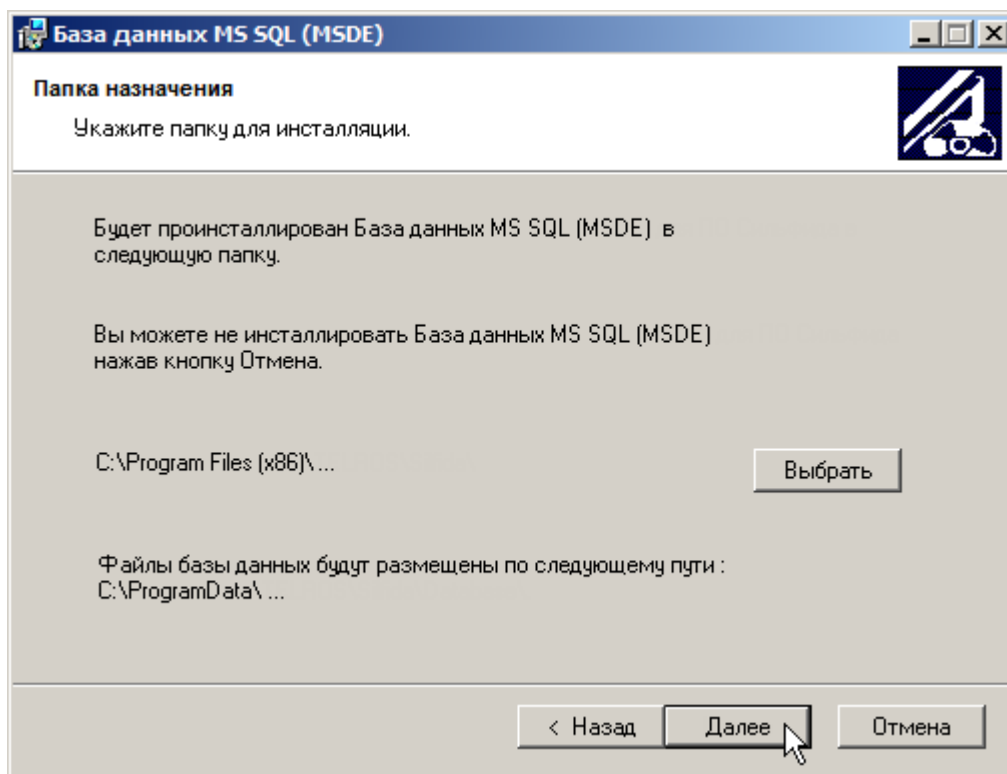 База данных MS SQL (MSDE)
Папка назначения
Укажите папку для инсталляции.
Будет проинсталлирован База данных MS SQL (MSDE) в
следующую папку.
Вы можете не инсталлировать База данных MS SQL (MSDE)
нажав кнопку Отмена.
C:\Program Files (x86)\ ...
Выбрать
Файлы базы данных будут размещены по следующему пути :
C:\ProgramData\ ...
< Назад
Далее
Отмена